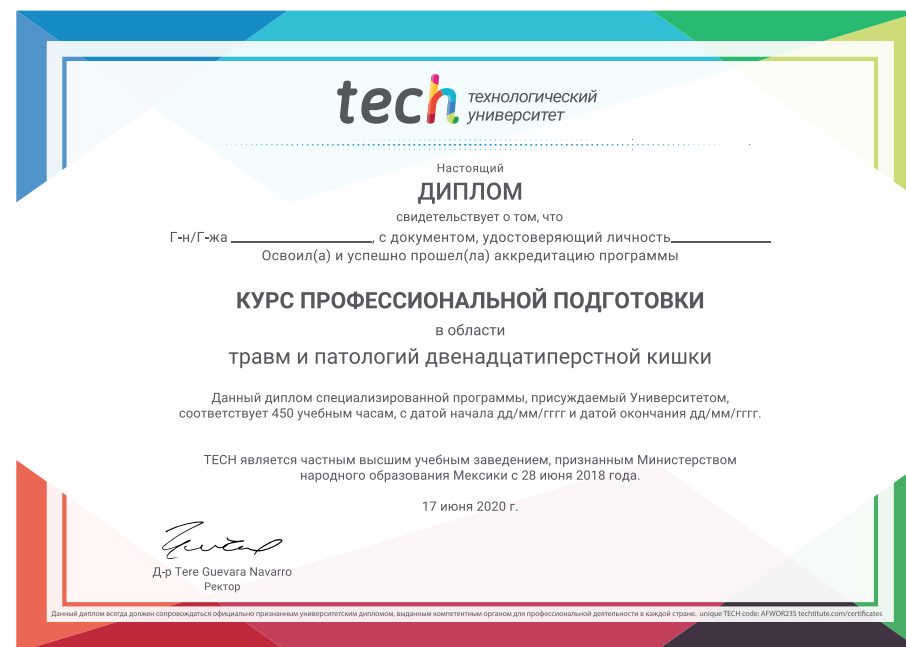 tech технологический
университет
Настоящий
ДИПЛОМ
свидетельствует о том, что
Г-н/Г-жа ____________________, с документом, удостоверяющий личность______________
Освоил(а) и успешно прошел(ла) аккредитацию программы
КУРС ПРОФЕССИОНАЛЬНОЙ ПОДГОТОВКИ
в области
травм и патологий двенадцатиперстной кишки
Данный диплом специализированной программы, присуждаемый Университетом,
соответствует 450 учебным часам, с датой начала дд/мм/гггг и датой окончания дд/мм/гггг.
TECH является частным высшим учебным заведением, признанным Министерством
народного образования Мексики с 28 июня 2018 года.
17 июня 2020 г.
Д-р Tere Guevara Navarro
Ректор
Данный диплом всегда должен сопровождаться официально признанным университетским дипломом, выданным компетентным органом для профессиональной деятельности в каждой стране. unique TECH code: AFWOR23S techtitute.com/certificates